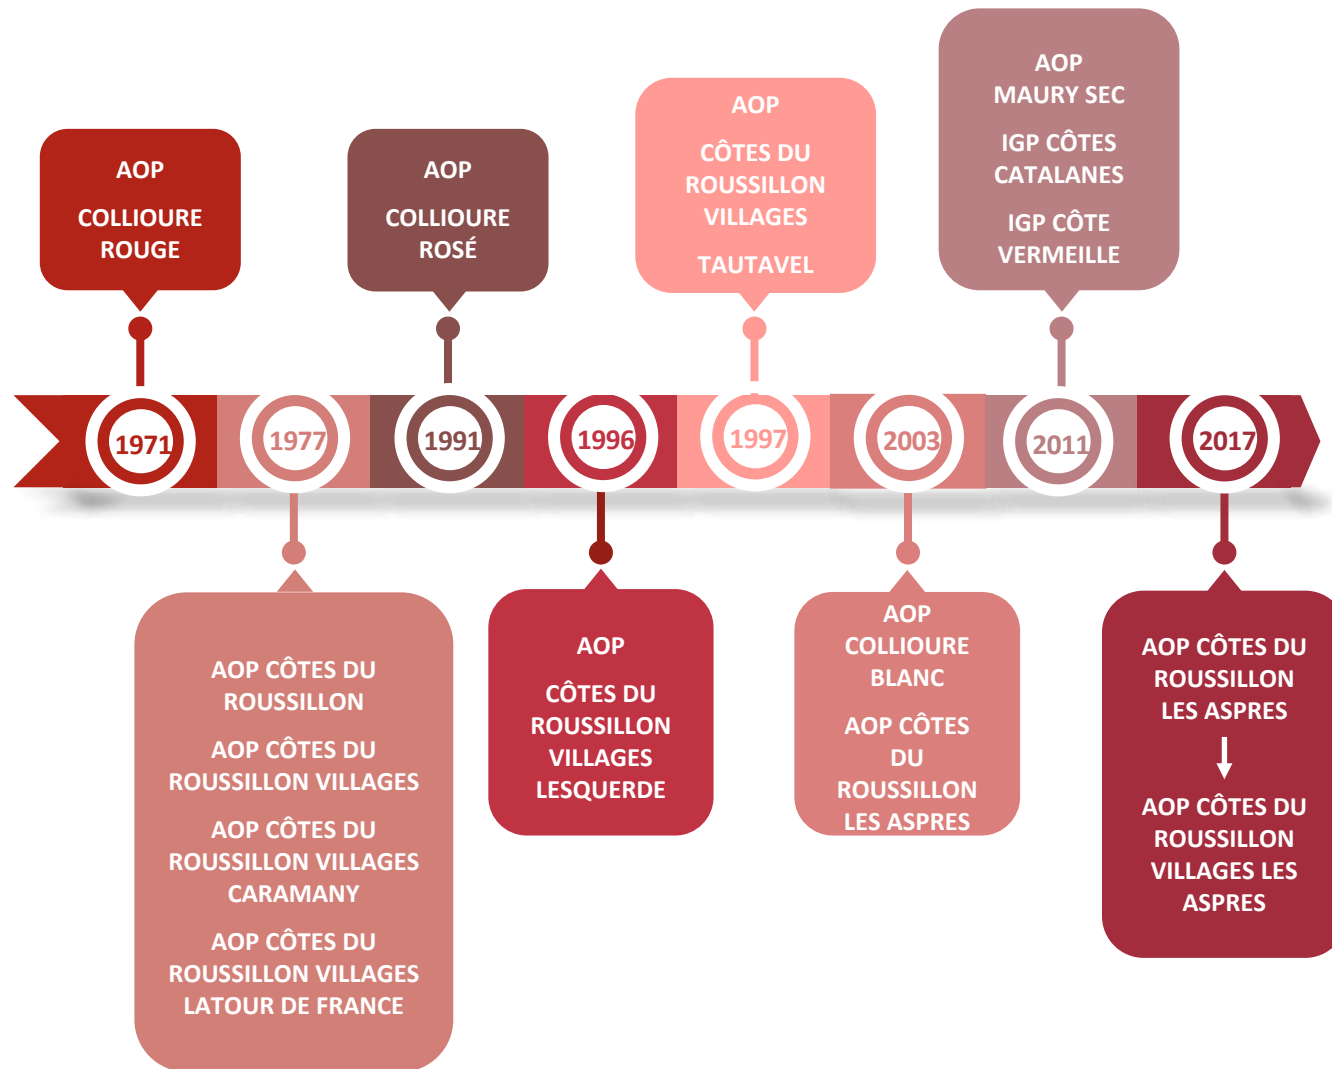 AOP
COLLIOURE
ROUGE
AOP
COLLIOURE
ROSÉ
AOP
CÔTES DU
ROUSSILLON
VILLAGES
TAUTAVEL
AOP
MAURY SEC
IGP CÔTES
CATALANES
IGP CÔTE
VERMEILLE
1971
1977
1991
1996
1997
2003
2011
2017
AOP CÔTES DU
ROUSSILLON
AOP CÔTES DU
ROUSSILLON VILLAGES
AOP CÔTES DU
ROUSSILLON VILLAGES
CARAMANY
AOP CÔTES DU
ROUSSILLON VILLAGES
LATOUR DE FRANCE
AOP
CÔTES DU
ROUSSILLON
VILLAGES
LESQUERDE
AOP
COLLIOURE
BLANC
AOP CÔTES
DU
ROUSSILLON
LES ASPRES
AOP CÔTES DU
ROUSSILLON
LES ASPRES
AOP CÔTES DU
ROUSSILLON
VILLAGES LES
ASPRES